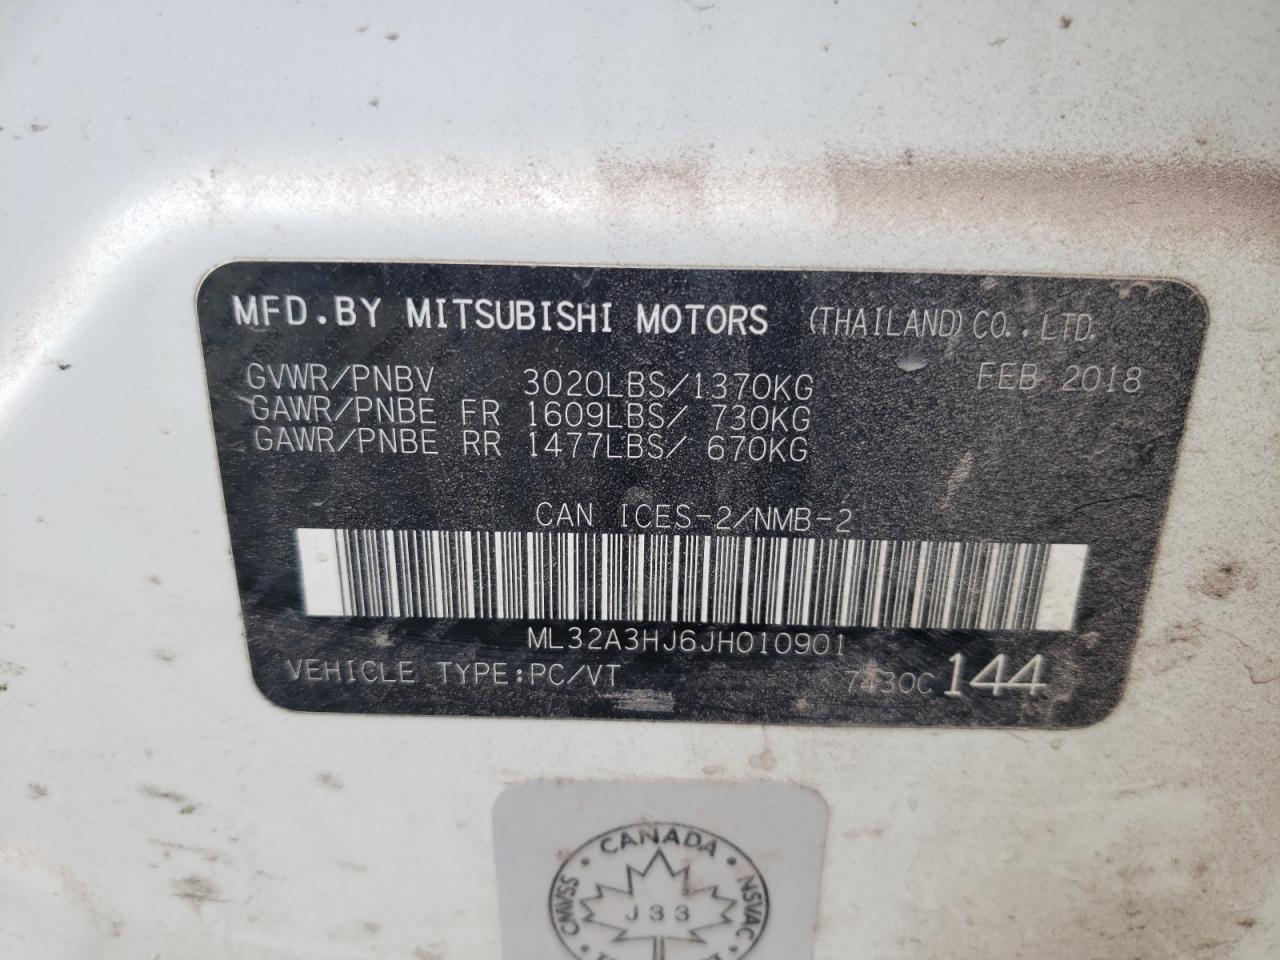 MFD.BY MITSUBISHI MOTORS (THAILAND)CO.,LTD.
GVWR/PNBV 3020LBS/1370KG FEB 2018
GAWR/PNBE FR 1609LBS/ 730KG
GAWR/PNBE RR 1477LBS/ 670KG
CAN ICES-2/NMB-2
ML32A3HJ6JH010901
VEHICLE TYPE:PC/VT 7430C 144
CMVSS · CANADA · NSVAC
J33